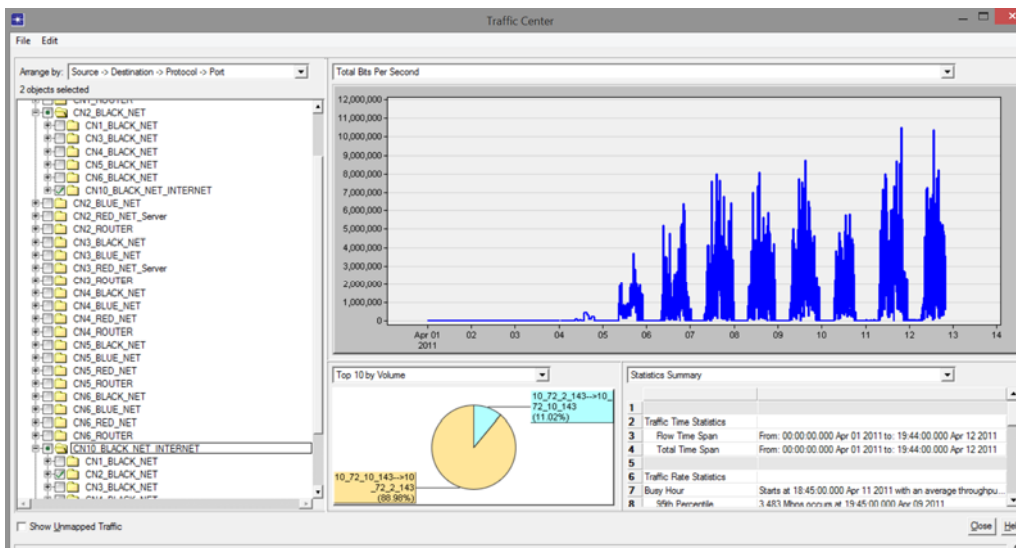 Traffic Center
File Edit
Arrange by: Source -> Destination -> Protocol -> Port
2 objects selected
CN1_ROUTER
CN2_BLACK_NET
CN1_BLACK_NET
CN3_BLACK_NET
CN4_BLACK_NET
CN5_BLACK_NET
CN6_BLACK_NET
CN10_BLACK_NET_INTERNET
CN2_BLUE_NET
CN2_RED_NET_Server
CN2_ROUTER
CN3_BLACK_NET
CN3_BLUE_NET
CN3_RED_NET_Server
CN3_ROUTER
CN4_BLACK_NET
CN4_BLUE_NET
CN4_RED_NET
CN4_ROUTER
CN5_BLACK_NET
CN5_BLUE_NET
CN5_RED_NET
CN5_ROUTER
CN6_BLACK_NET
CN6_BLUE_NET
CN6_RED_NET
CN6_ROUTER
CN10_BLACK_NET_INTERNET
CN1_BLACK_NET
CN2_BLACK_NET
CN3_BLACK_NET
Total Bits Per Second
12,000,000
10,000,000
9,000,000
8,000,000
7,000,000
6,000,000
5,000,000
4,000,000
3,000,000
2,000,000
1,000,000
0
Apr 01 02 03 04 05 06 07 08 09 10 11 12 13 14
2011
Top 10 by Volume
10_72_2_143-->10_
72_10_143
(11.02%)
10_72_10_143-->10
_72_2_143
(88.98%)
Statistics Summary
1
2 Traffic Time Statistics
3 Row Time Span From: 00:00:00.000 Apr 01 2011 to: 19:44:00.000 Apr 12 2011
4 Total Time Span From: 00:00:00.000 Apr 01 2011 to: 19:44:00.000 Apr 12 2011
5
6 Traffic Rate Statistics
7 Busy Hour Starts at 18:45:00.000 Apr 11 2011 with an average throughpu...
8 95th Percentile 3.483 Mbps occurs at 19:45:00.000 Apr 09 2011
Show Unmapped Traffic
Close Hel